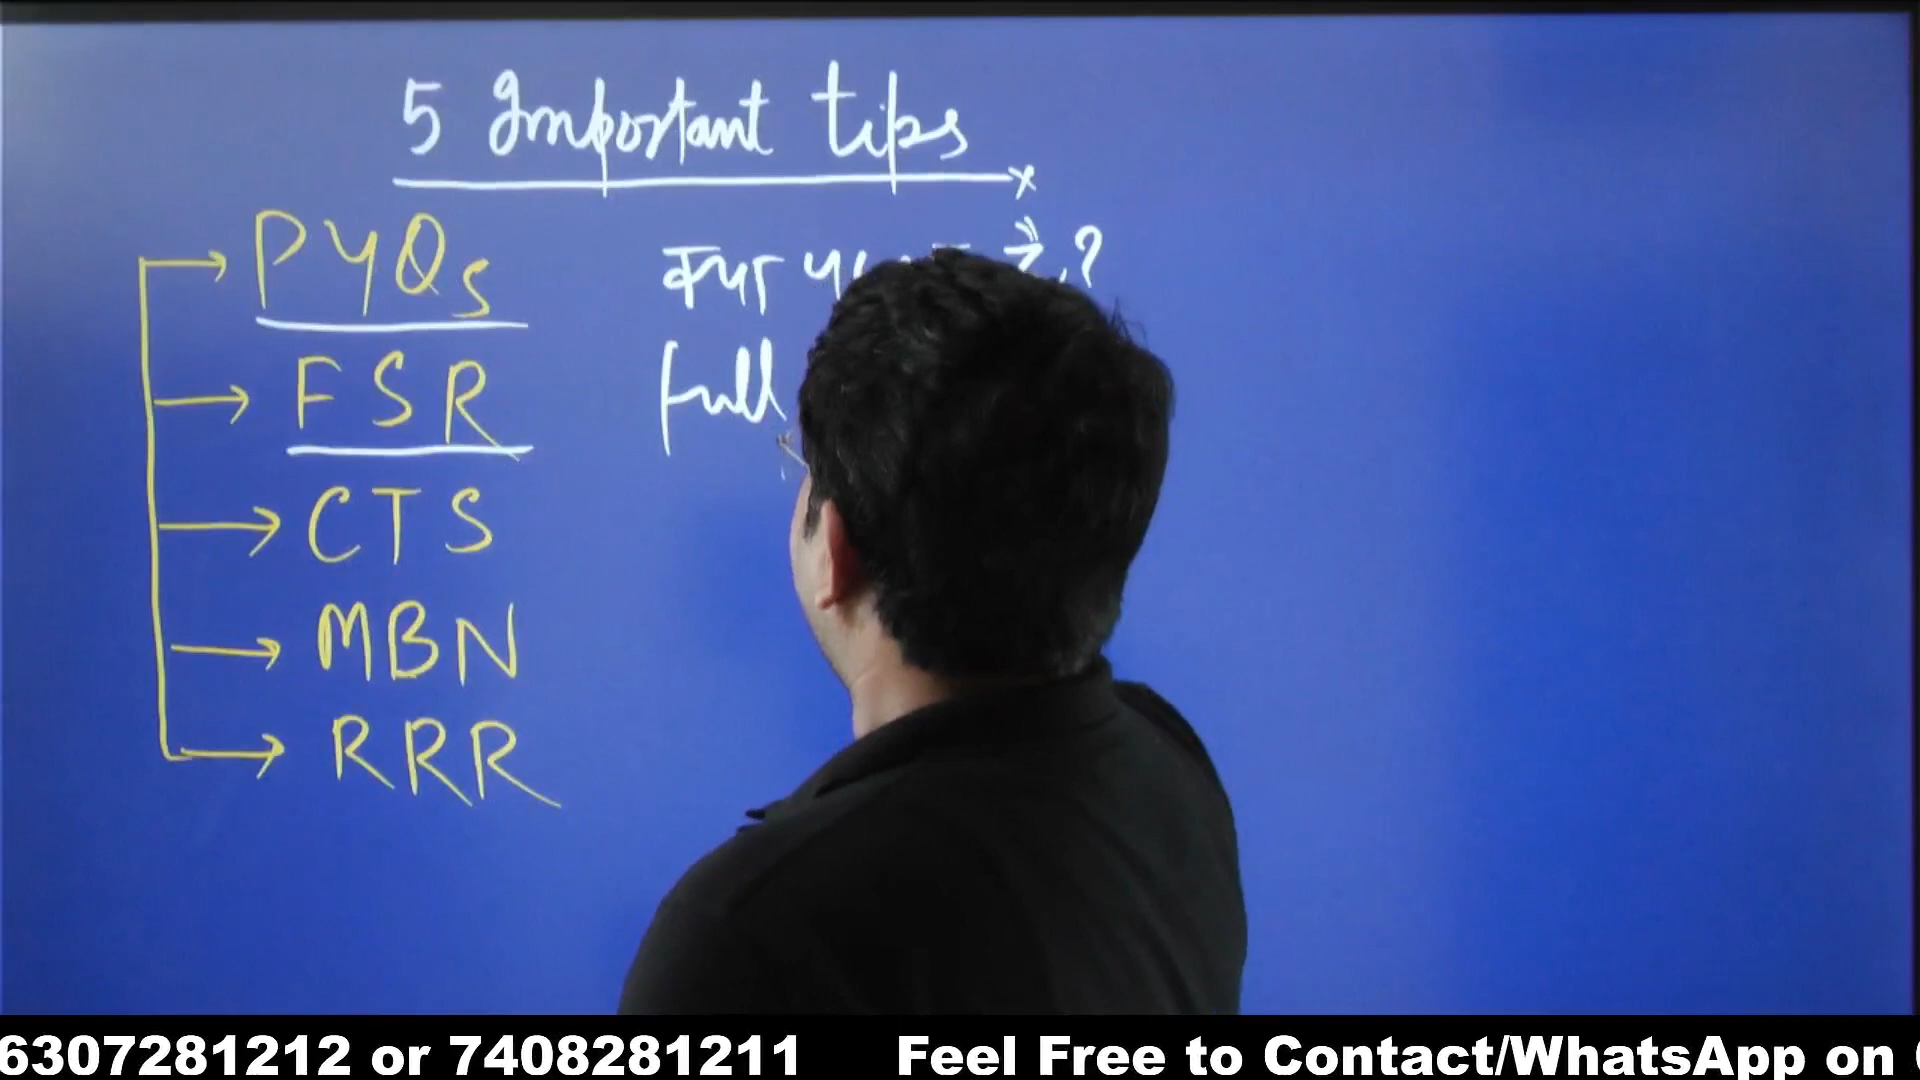 5 Important tips
PYQs
क्या ?
FSR
full
CTS
MBN
RRR
6307281212 or 7408281211 Feel Free to Contact/WhatsApp on